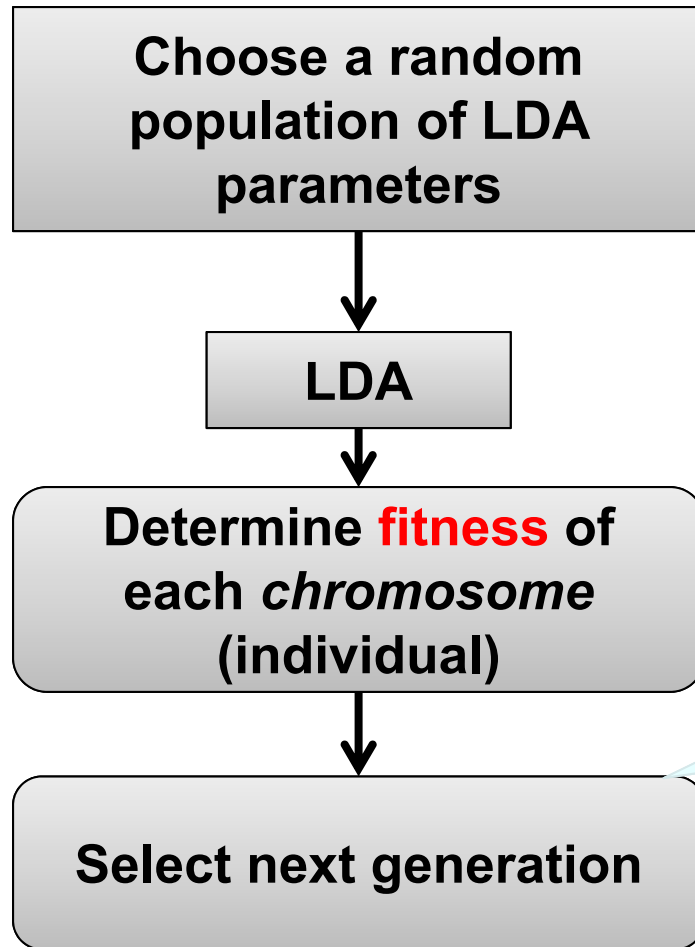 Choose a random
population of LDA
parameters
LDA
Determine fitness of
each chromosome
(individual)
Select next generation